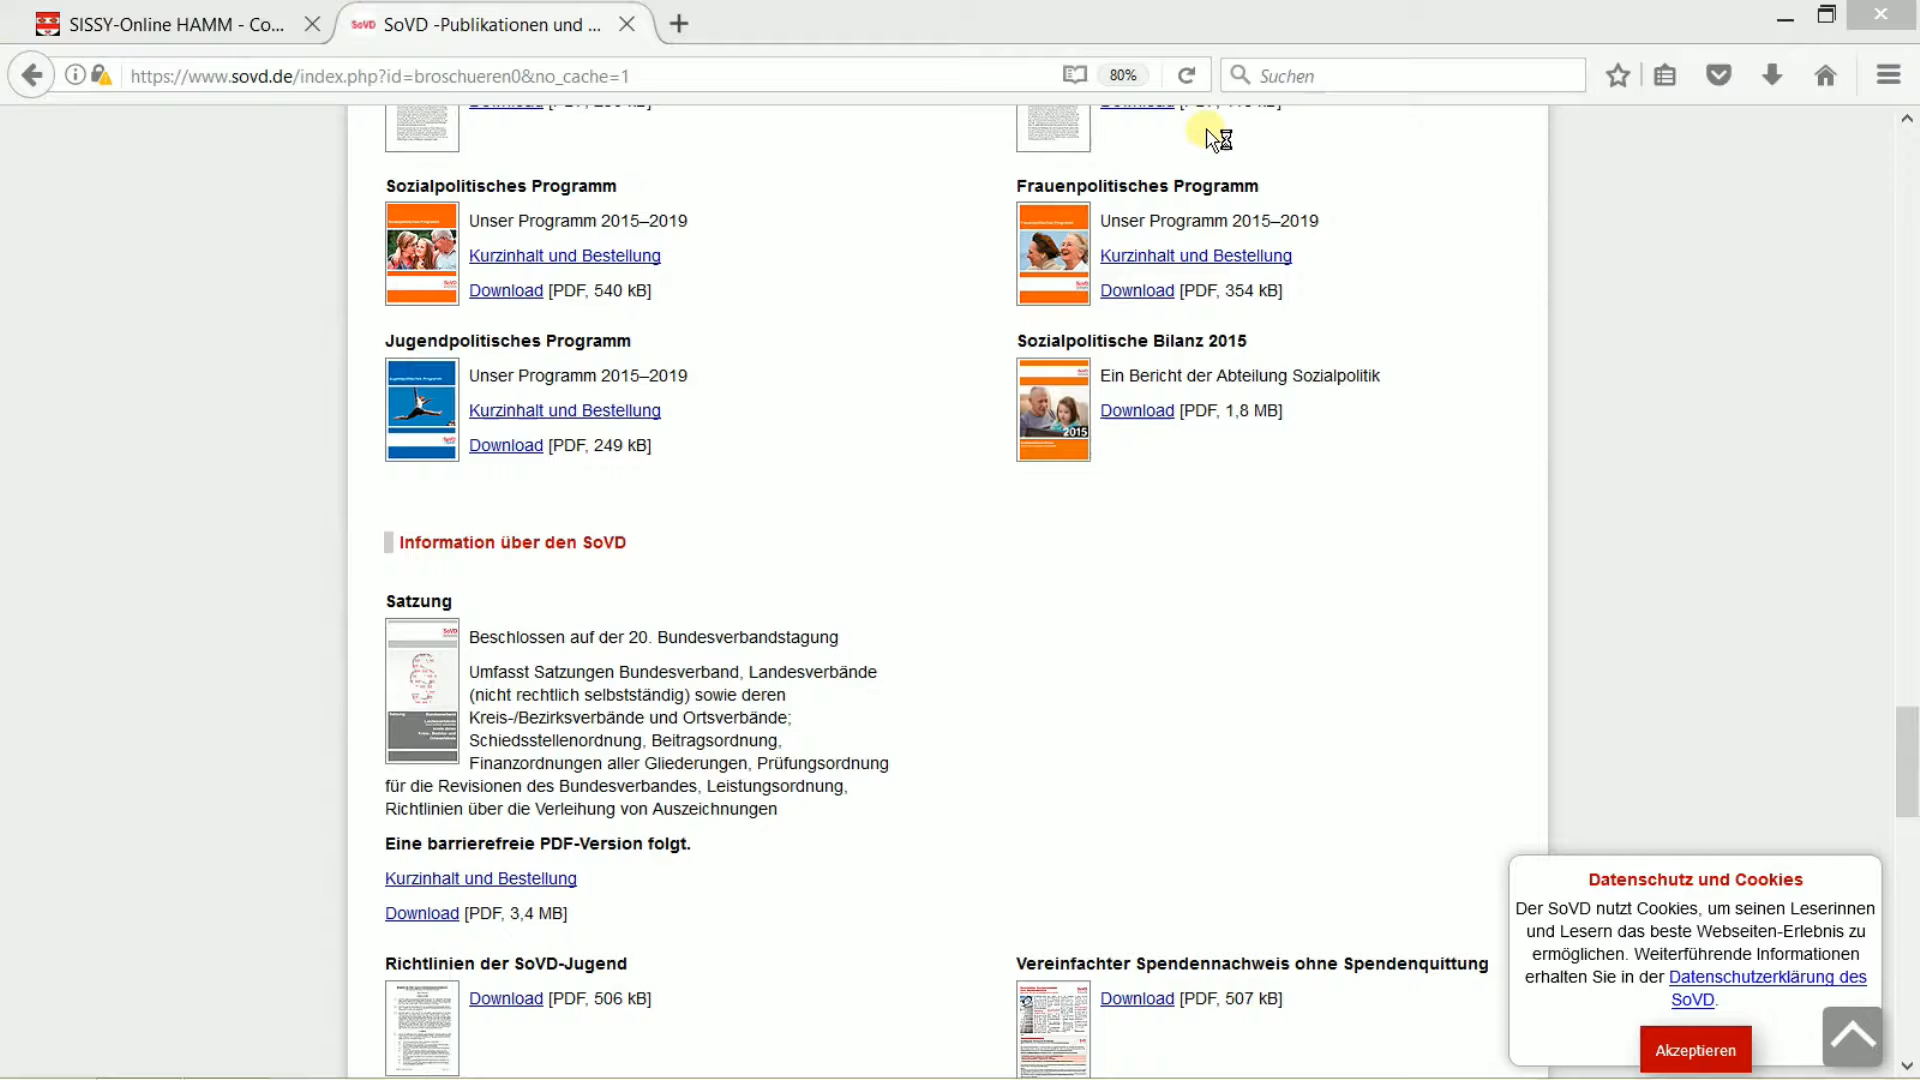 SISSY-Online HAMM - Co...
SoVD
SoVD -Publikationen und ...
https://www.sovd.de/index.php?id=broschueren0&no_cache=1
80%
Suchen
Sozialpolitisches Programm
Unser Programm 2015–2019
Kurzinhalt und Bestellung
Download [PDF, 540 kB]
Frauenpolitisches Programm
Unser Programm 2015–2019
Kurzinhalt und Bestellung
Download [PDF, 354 kB]
Jugendpolitisches Programm
Unser Programm 2015–2019
Kurzinhalt und Bestellung
Download [PDF, 249 kB]
Sozialpolitische Bilanz 2015
2015
Ein Bericht der Abteilung Sozialpolitik
Download [PDF, 1,8 MB]
Information über den SoVD
Satzung
SoVD
Beschlossen auf der 20. Bundesverbandstagung
Umfasst Satzungen Bundesverband, Landesverbände
(nicht rechtlich selbstständig) sowie deren
Kreis-/Bezirksverbände und Ortsverbände;
Schiedsstellenordnung, Beitragsordnung,
Finanzordnungen aller Gliederungen, Prüfungsordnung
für die Revisionen des Bundesverbandes, Leistungsordnung,
Richtlinien über die Verleihung von Auszeichnungen
Eine barrierefreie PDF-Version folgt.
Kurzinhalt und Bestellung
Download [PDF, 3,4 MB]
Richtlinien der SoVD-Jugend
Download [PDF, 506 kB]
Vereinfachter Spendennachweis ohne Spendenquittung
Download [PDF, 507 kB]
Datenschutz und Cookies
Der SoVD nutzt Cookies, um seinen Leserinnen
und Lesern das beste Webseiten-Erlebnis zu
ermöglichen. Weiterführende Informationen
erhalten Sie in der Datenschutzerklärung des
SoVD.
Akzeptieren